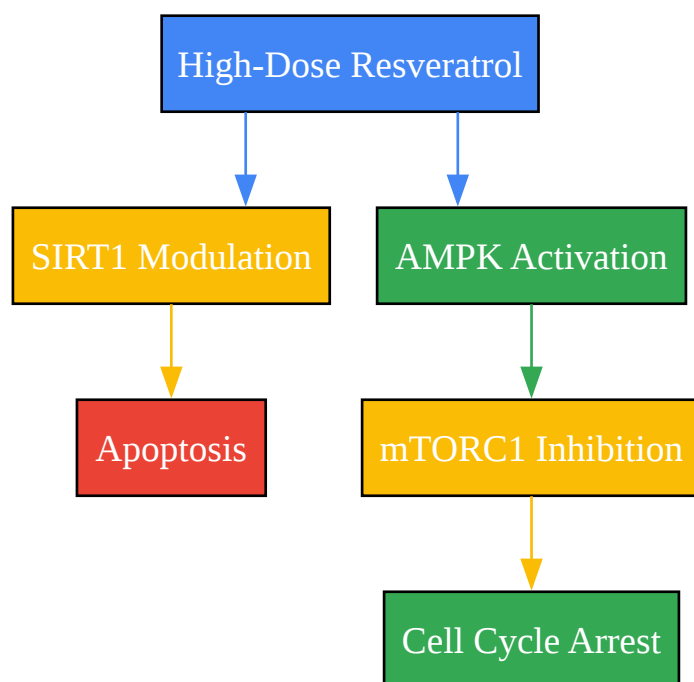 High-Dose Resveratrol
SIRT1 Modulation
AMPK Activation
Apoptosis
mTORC1 Inhibition
Cell Cycle Arrest